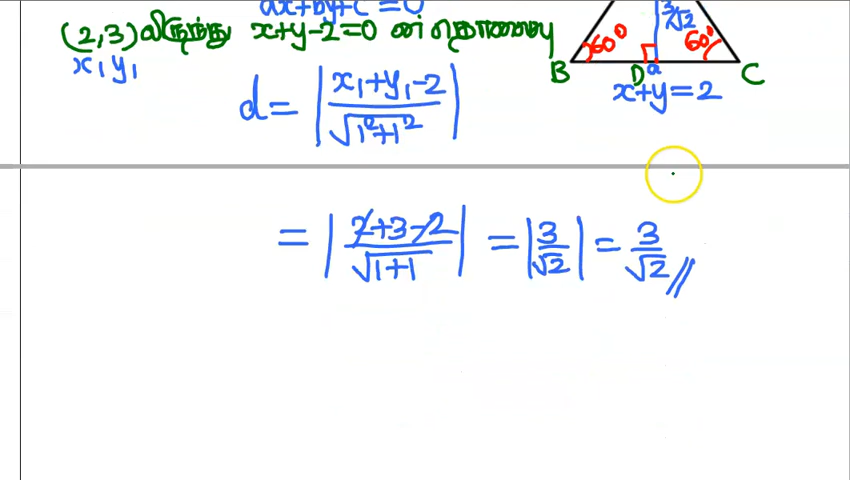 ax+by+c=0
(2,3) லிருந்து x+y-2=0 ன் தொலைவு
x₁ y₁
3/√2
60° 60°
B D a C
x+y=2
d = |(x₁+y₁-2)/√(1²+1²)|
= |(2+3-2)/√(1+1)| = |3/√2| = 3/√2 //